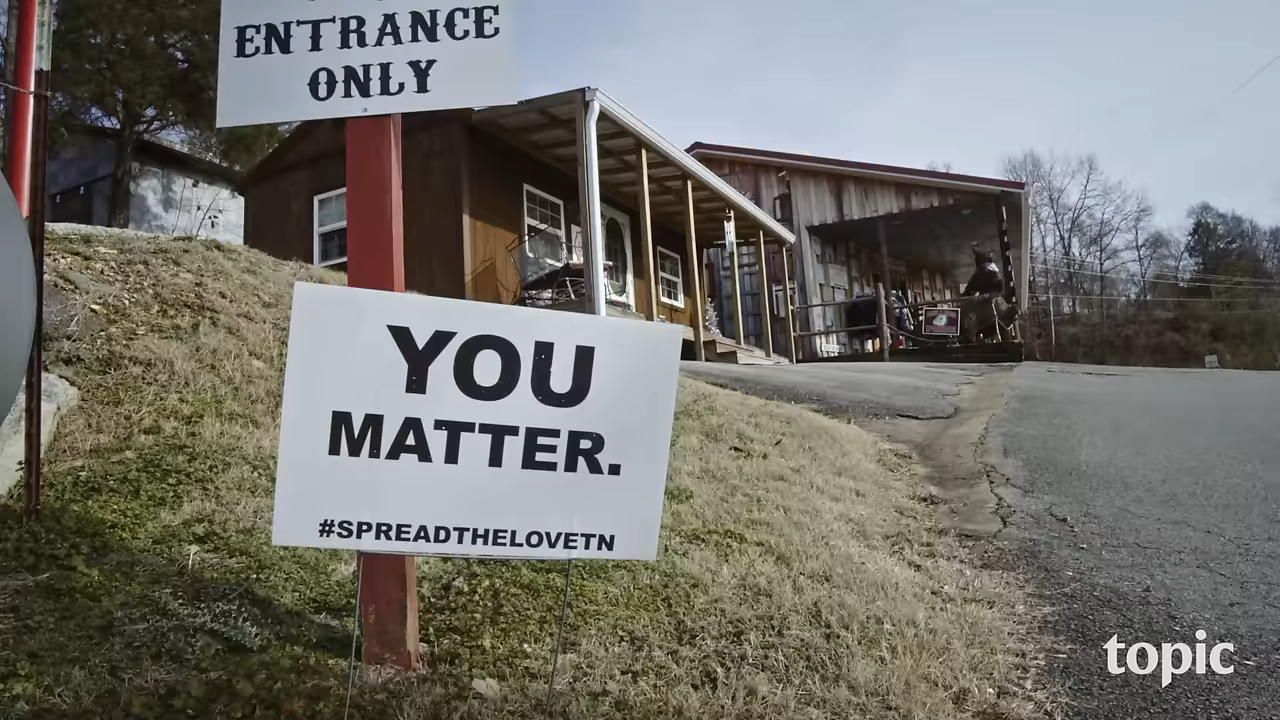 ENTRANCE
ONLY
YOU
MATTER.
#SPREADTHELOVETN
topic